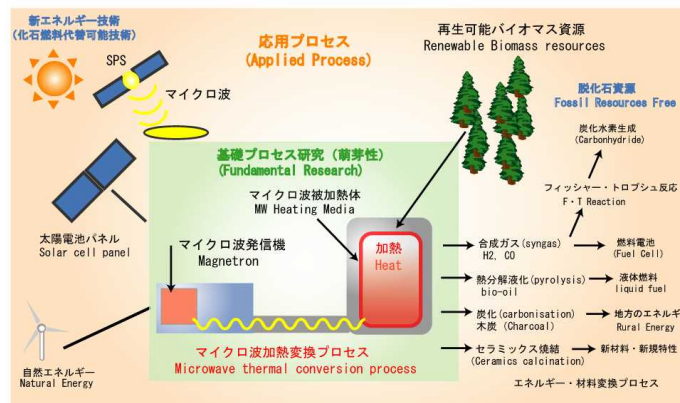 新エネルギー技術
(化石燃料代替可能技術)
SPS
マイクロ波
応用プロセス
(Applied Process)
再生可能バイオマス資源
Renewable Biomass resources
脱化石資源
Fossil Resources Free
炭化水素生成
(Carbonhydride)
フィッシャー・トロプシュ反応
F・T Reaction
基礎プロセス研究（萌芽性）
(Fundamental Research)
マイクロ波被加熱体
MW Heating Media
太陽電池パネル
Solar cell panel
マイクロ波発信機
Magnetron
加熱
Heat
合成ガス(syngas)
H2, CO
燃料電池
(Fuel Cell)
熱分解液化(pyrolysis)
bio-oil
液体燃料
liquid fuel
炭化(carbonisation)
木炭 (Charcoal)
地方のエネルギ
Rural Energy
セラミックス焼結
(Ceramics calcination)
新材料・新規特性
マイクロ波加熱変換プロセス
Microwave thermal conversion process
自然エネルギー
Natural Energy
エネルギー・材料変換プロセス